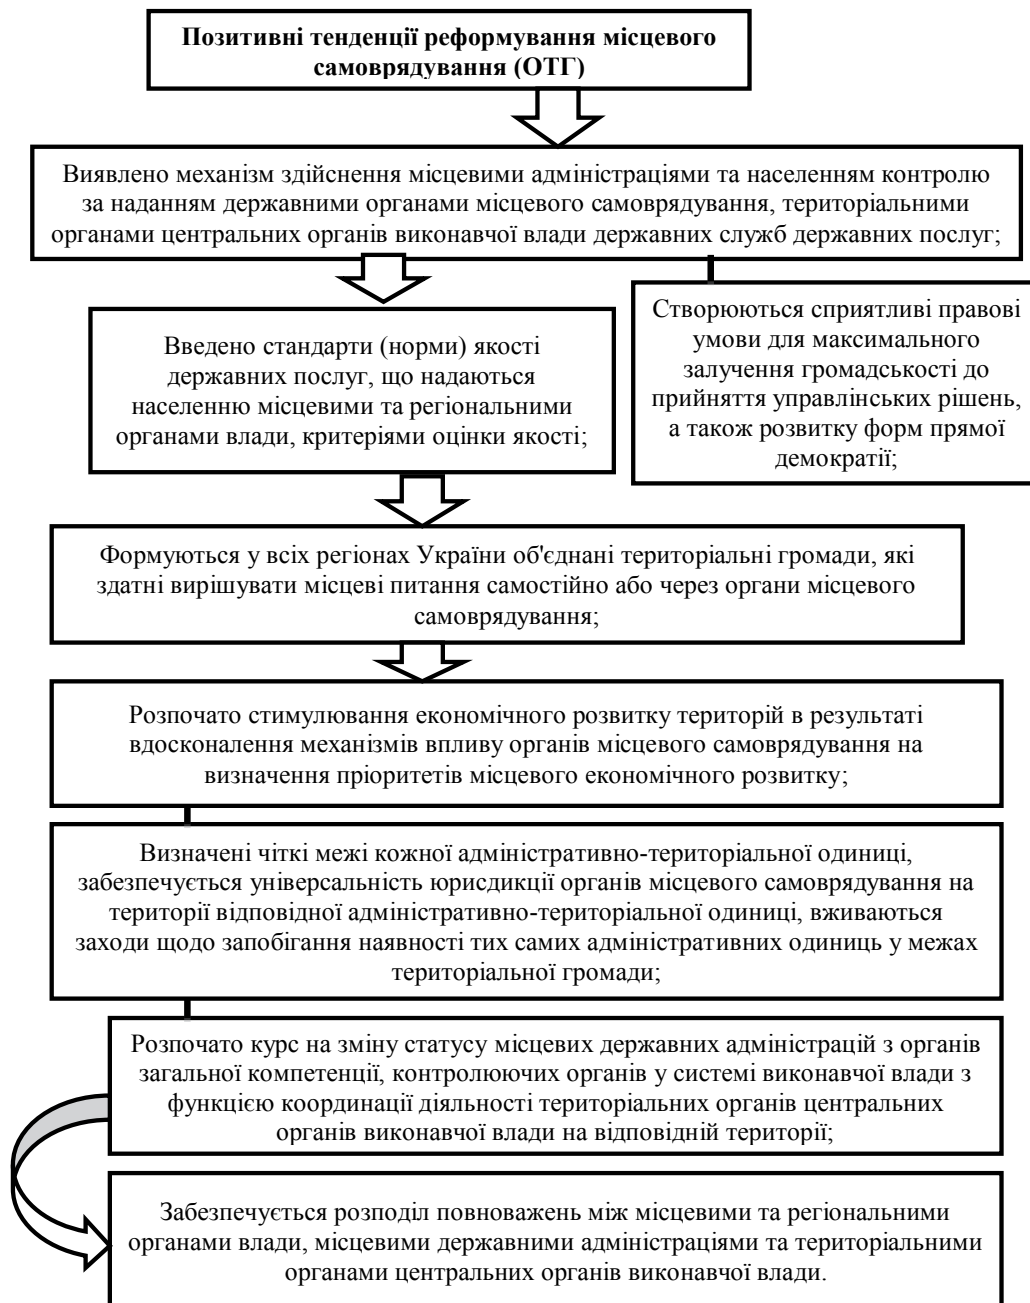 Позитивні тенденції реформування місцевого
самоврядування (ОТГ)
Виявлено механізм здійснення місцевими адміністраціями та населенням контролю
за наданням державними органами місцевого самоврядування, територіальними
органами центральних органів виконавчої влади державних служб державних послуг;
Введено стандарти (норми) якості
державних послуг, що надаються
населенню місцевими та регіональними
органами влади, критеріями оцінки якості;
Створюються сприятливі правові
умови для максимального
залучення громадськості до
прийняття управлінських рішень,
а також розвитку форм прямої
демократії;
Формуються у всіх регіонах України об'єднані територіальні громади, які
здатні вирішувати місцеві питання самостійно або через органи місцевого
самоврядування;
Розпочато стимулювання економічного розвитку територій в результаті
вдосконалення механізмів впливу органів місцевого самоврядування на
визначення пріоритетів місцевого економічного розвитку;
Визначені чіткі межі кожної адміністративно-територіальної одиниці,
забезпечується універсальність юрисдикції органів місцевого самоврядування на
території відповідної адміністративно-територіальної одиниці, вживаються
заходи щодо запобігання наявності тих самих адміністративних одиниць у межах
територіальної громади;
Розпочато курс на зміну статусу місцевих державних адміністрацій з органів
загальної компетенції, контролюючих органів у системі виконавчої влади з
функцією координації діяльності територіальних органів центральних
органів виконавчої влади на відповідній території;
Забезпечується розподіл повноважень між місцевими та регіональними
органами влади, місцевими державними адміністраціями та територіальними
органами центральних органів виконавчої влади.